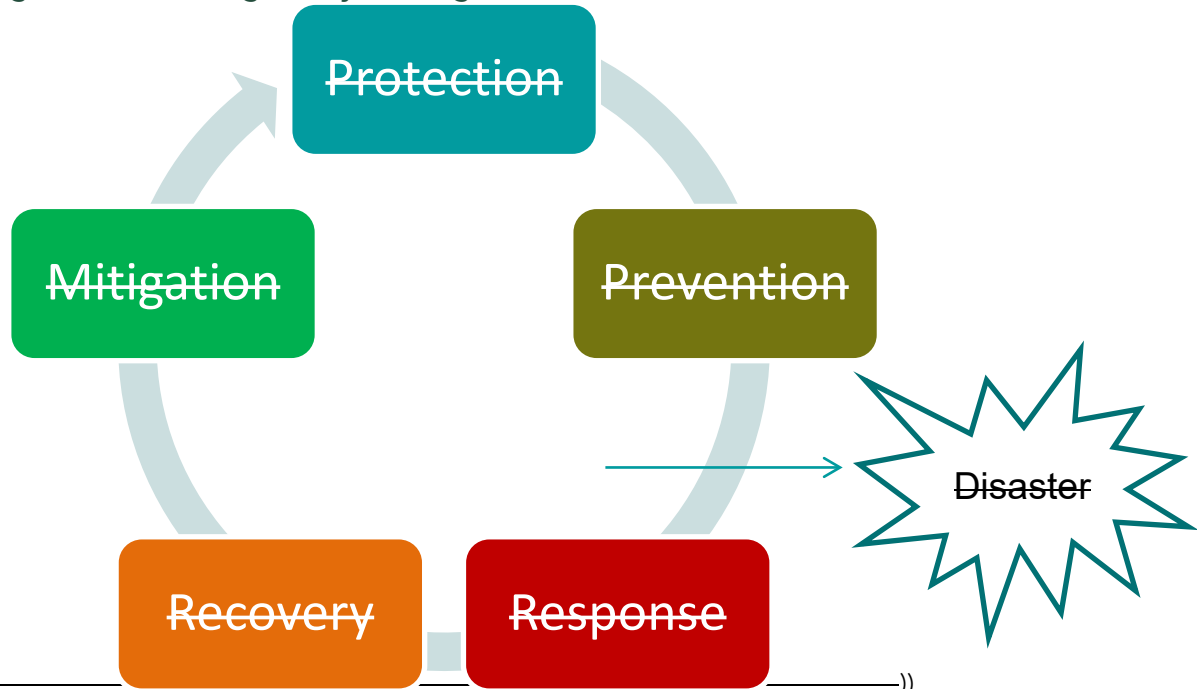 Protection
Mitigation
Prevention
Disaster
Recovery
Response
))